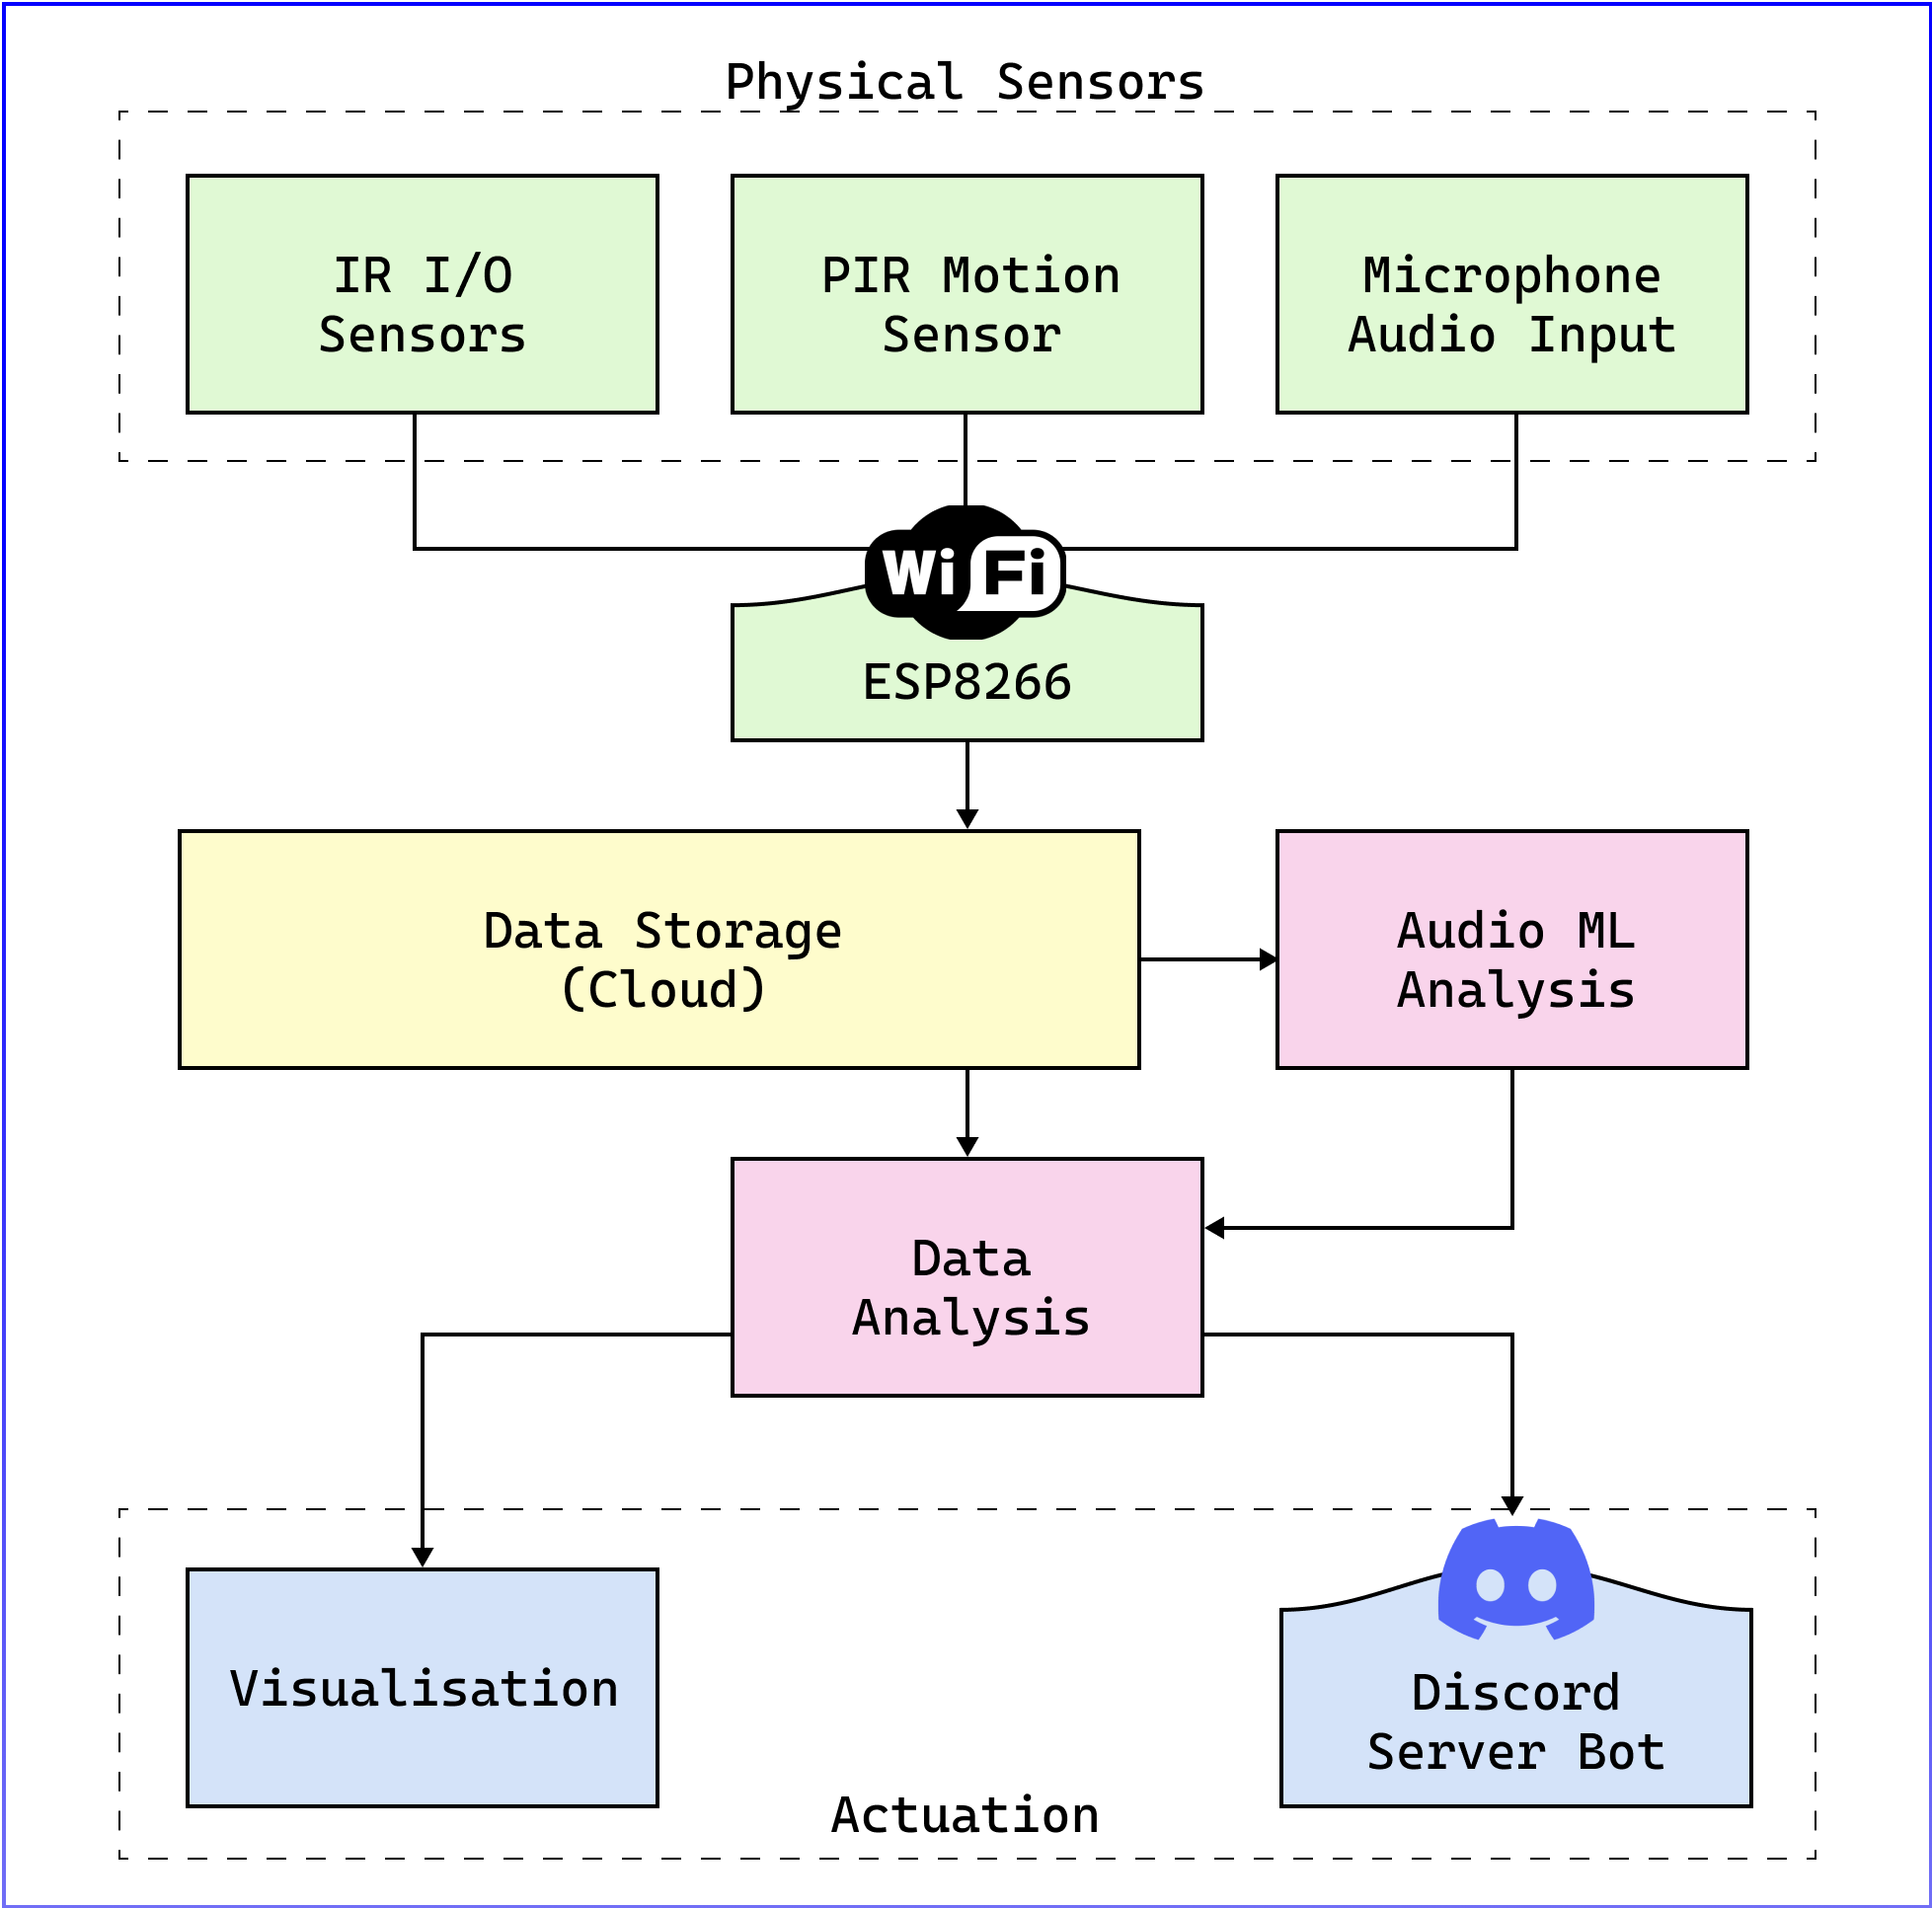 Physical Sensors
IR I/O
Sensors
PIR Motion
Sensor
Microphone
Audio Input
Wi Fi
ESP8266
Data Storage
(Cloud)
Audio ML
Analysis
Data
Analysis
Visualisation
Discord
Server Bot
Actuation